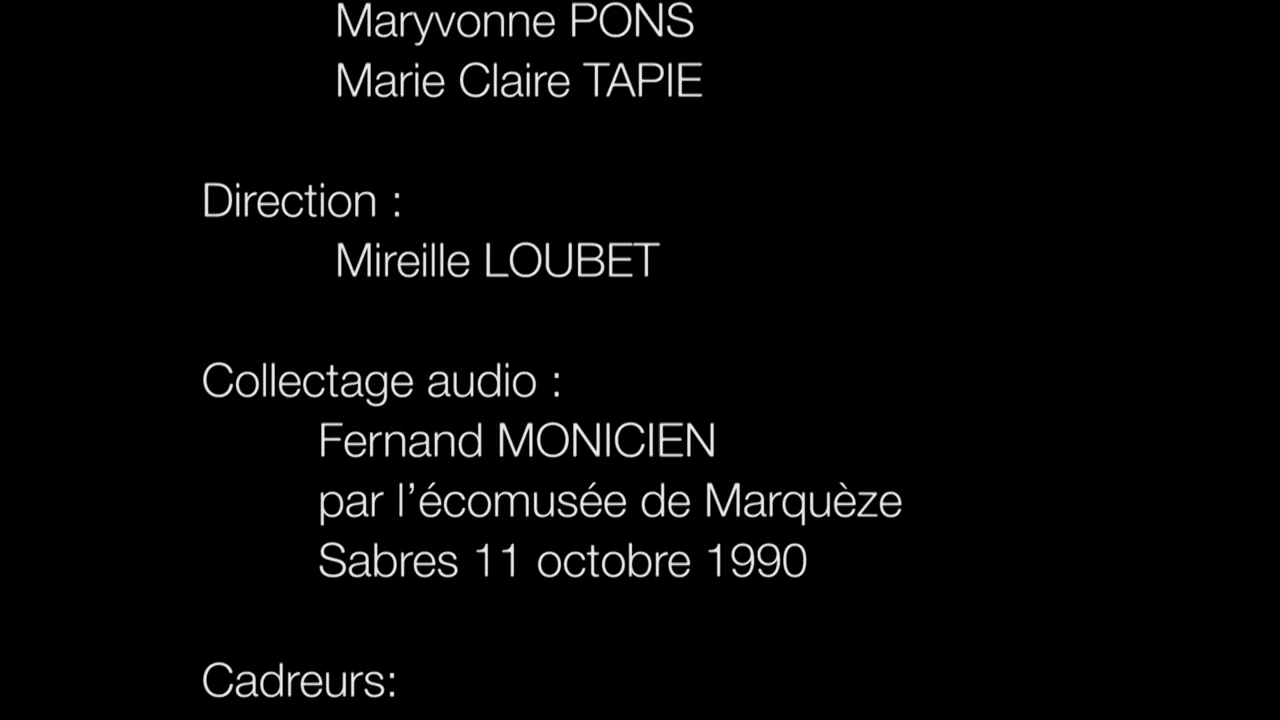 Maryvonne PONS
Marie Claire TAPIE
Direction :
Mireille LOUBET
Collectage audio :
Fernand MONICIEN
par l’écomusée de Marquèze
Sabres 11 octobre 1990
Cadreurs: